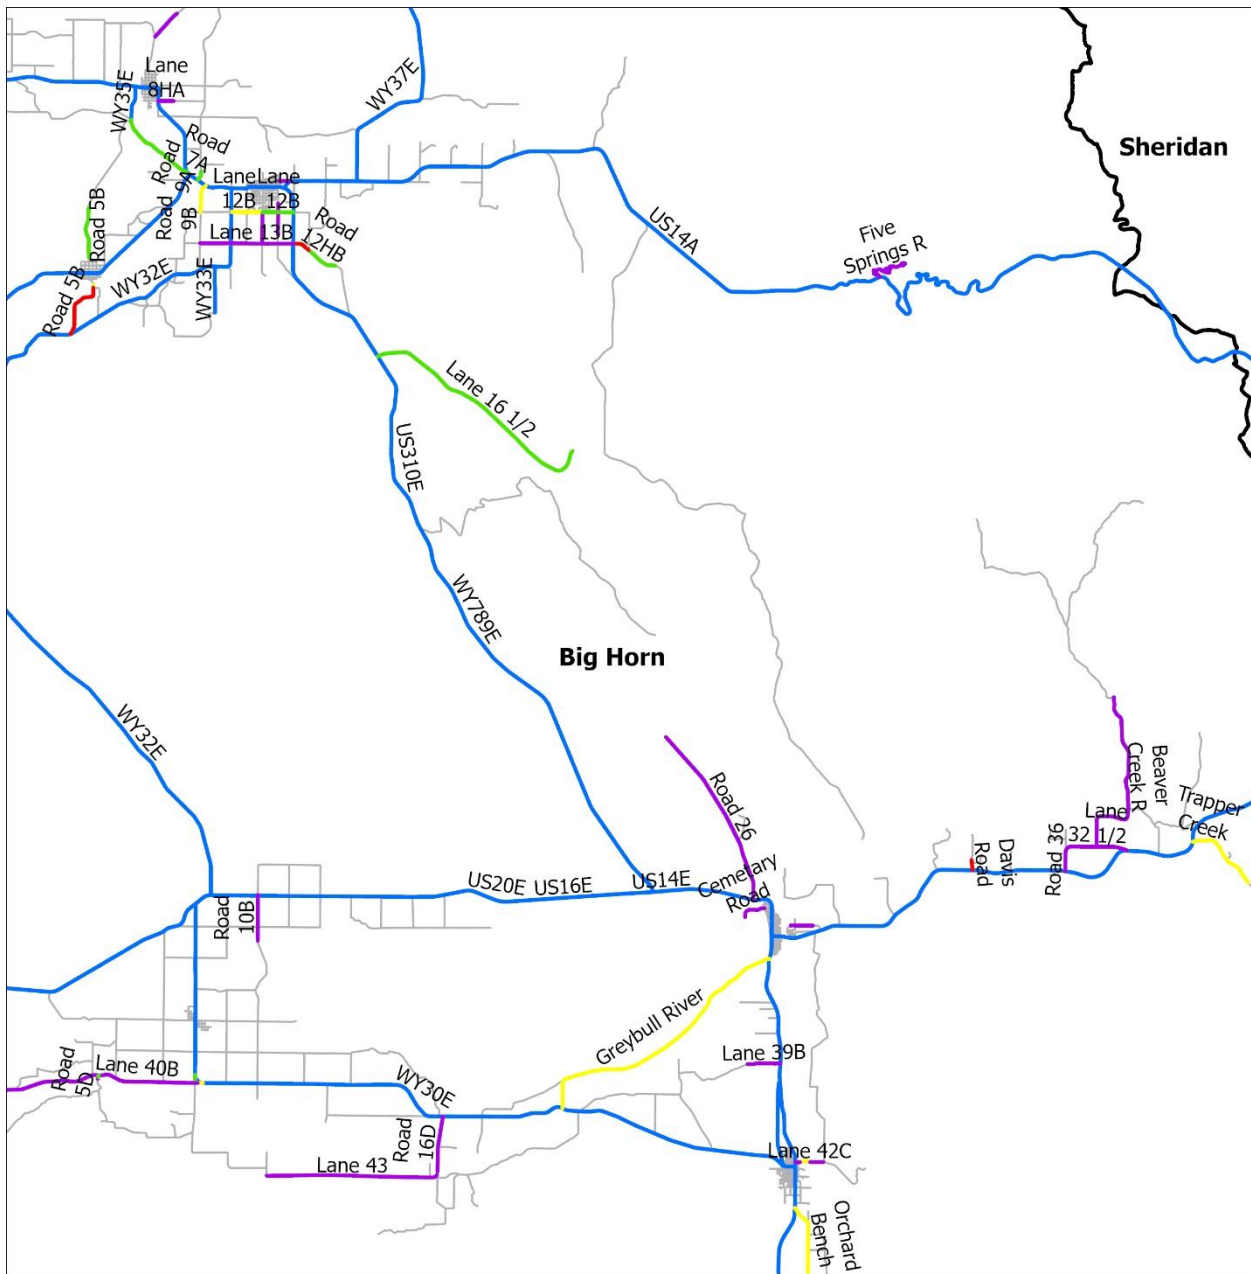 Lane
8HA
WY35E
WY37E
Road
7A
Road
9A
Road
9B
Lane
12B
Lane
12B
Road
12HB
Lane 13B
Road 5B
Road 5B
WY32E
WY33E
Sheridan
US14A
Five
Springs R
Lane 16 1/2
US310E
WY789E
Big Horn
WY32E
Road 26
Cemetary
Road
US20E
US16E
US14E
Road
10B
Beaver
Creek R
Trapper
Creek
Lane
32 1/2
Road 36
Davis
Road
Greybull River
Lane 39B
Lane 40B
Road
5D
WY30E
Road
16D
Lane 43
Lane 42C
Orchard
Bench